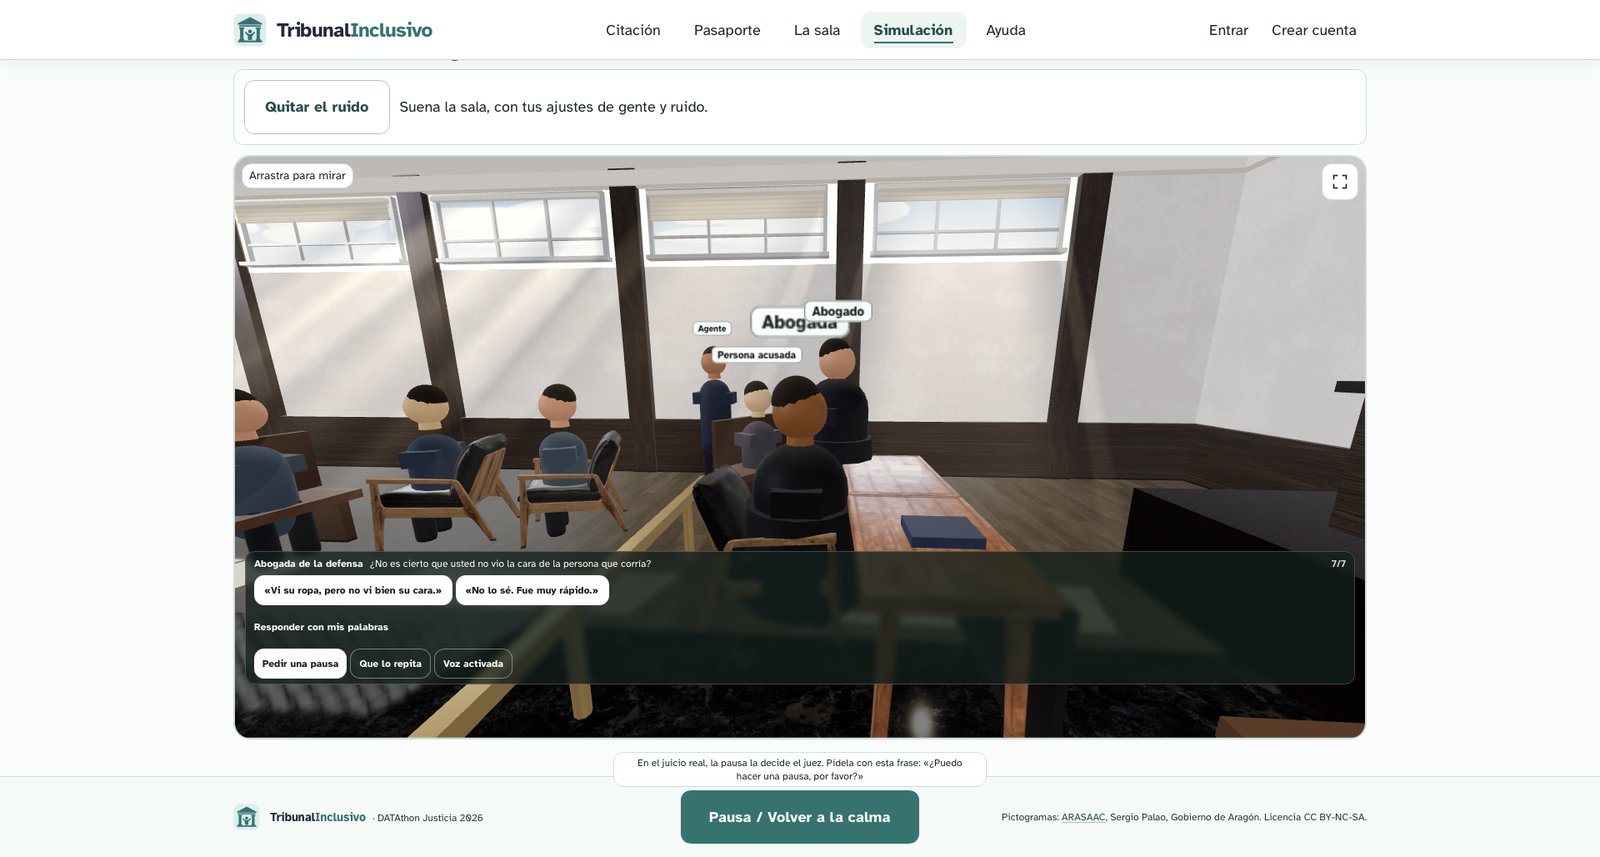 TribunalInclusivo
Citación
Pasaporte
La sala
Simulación
Ayuda
Entrar
Crear cuenta
Quitar el ruido
Suena la sala, con tus ajustes de gente y ruido.
Arrastra para mirar
Abogado
Abogada
Agente
Persona acusada
Abogada de la defensa ¿No es cierto que usted no vio la cara de la persona que corría?
7/7
«Vi su ropa, pero no vi bien su cara.»
«No lo sé. Fue muy rápido.»
Responder con mis palabras
Pedir una pausa
Que lo repita
Voz activada
En el juicio real, la pausa la decide el juez. Pídela con esta frase: «¿Puedo
hacer una pausa, por favor?»
TribunalInclusivo · DATAthon Justicia 2026
Pausa / Volver a la calma
Pictogramas: ARASAAC, Sergio Palao, Gobierno de Aragón. Licencia CC BY-NC-SA.